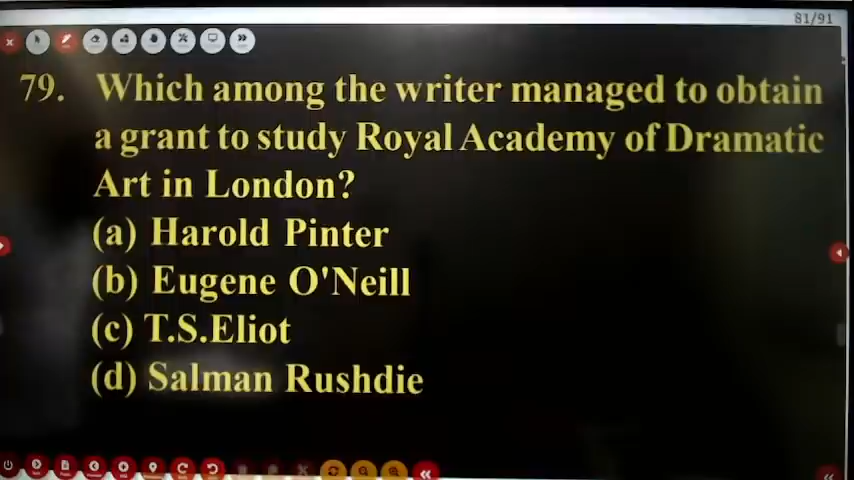 81/91
79. Which among the writer managed to obtain
a grant to study Royal Academy of Dramatic
Art in London?
(a) Harold Pinter
(b) Eugene O'Neill
(c) T.S.Eliot
(d) Salman Rushdie